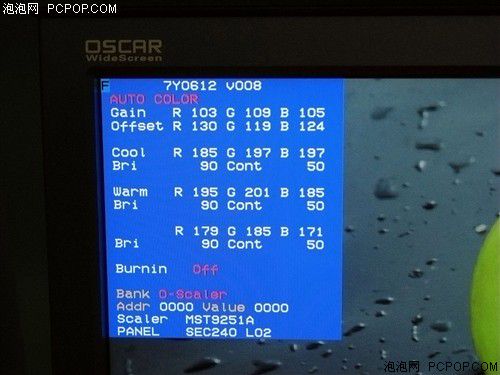 泡泡网 PCPOP.COM
OSCAR
WideScreen
F 7Y0612 V008
AUTO COLOR
Gain R 103 G 109 B 105
Offset R 130 G 119 B 124
Cool R 185 G 197 B 197
Bri 90 Cont 50
Warm R 195 G 201 B 185
Bri 90 Cont 50
R 179 G 185 B 171
Bri 90 Cont 50
Burnin Off
Bank 0-Scaler
Addr 0000 Value 0000
Scaler MST9251A
PANEL SEC240 L02
泡泡网 PCPOP.COM